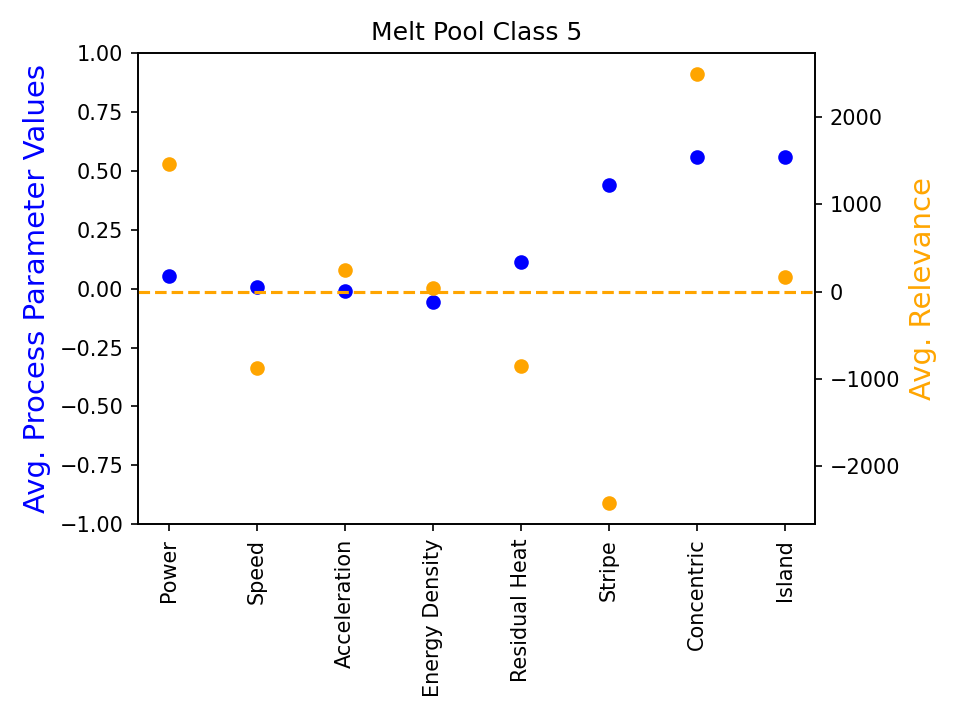 Melt Pool Class 5
Avg. Process Parameter Values
1.00
0.75
0.50
0.25
0.00
−0.25
−0.50
−0.75
−1.00
2000
1000
0
−1000
−2000
Avg. Relevance
Power
Speed
Acceleration
Energy Density
Residual Heat
Stripe
Concentric
Island